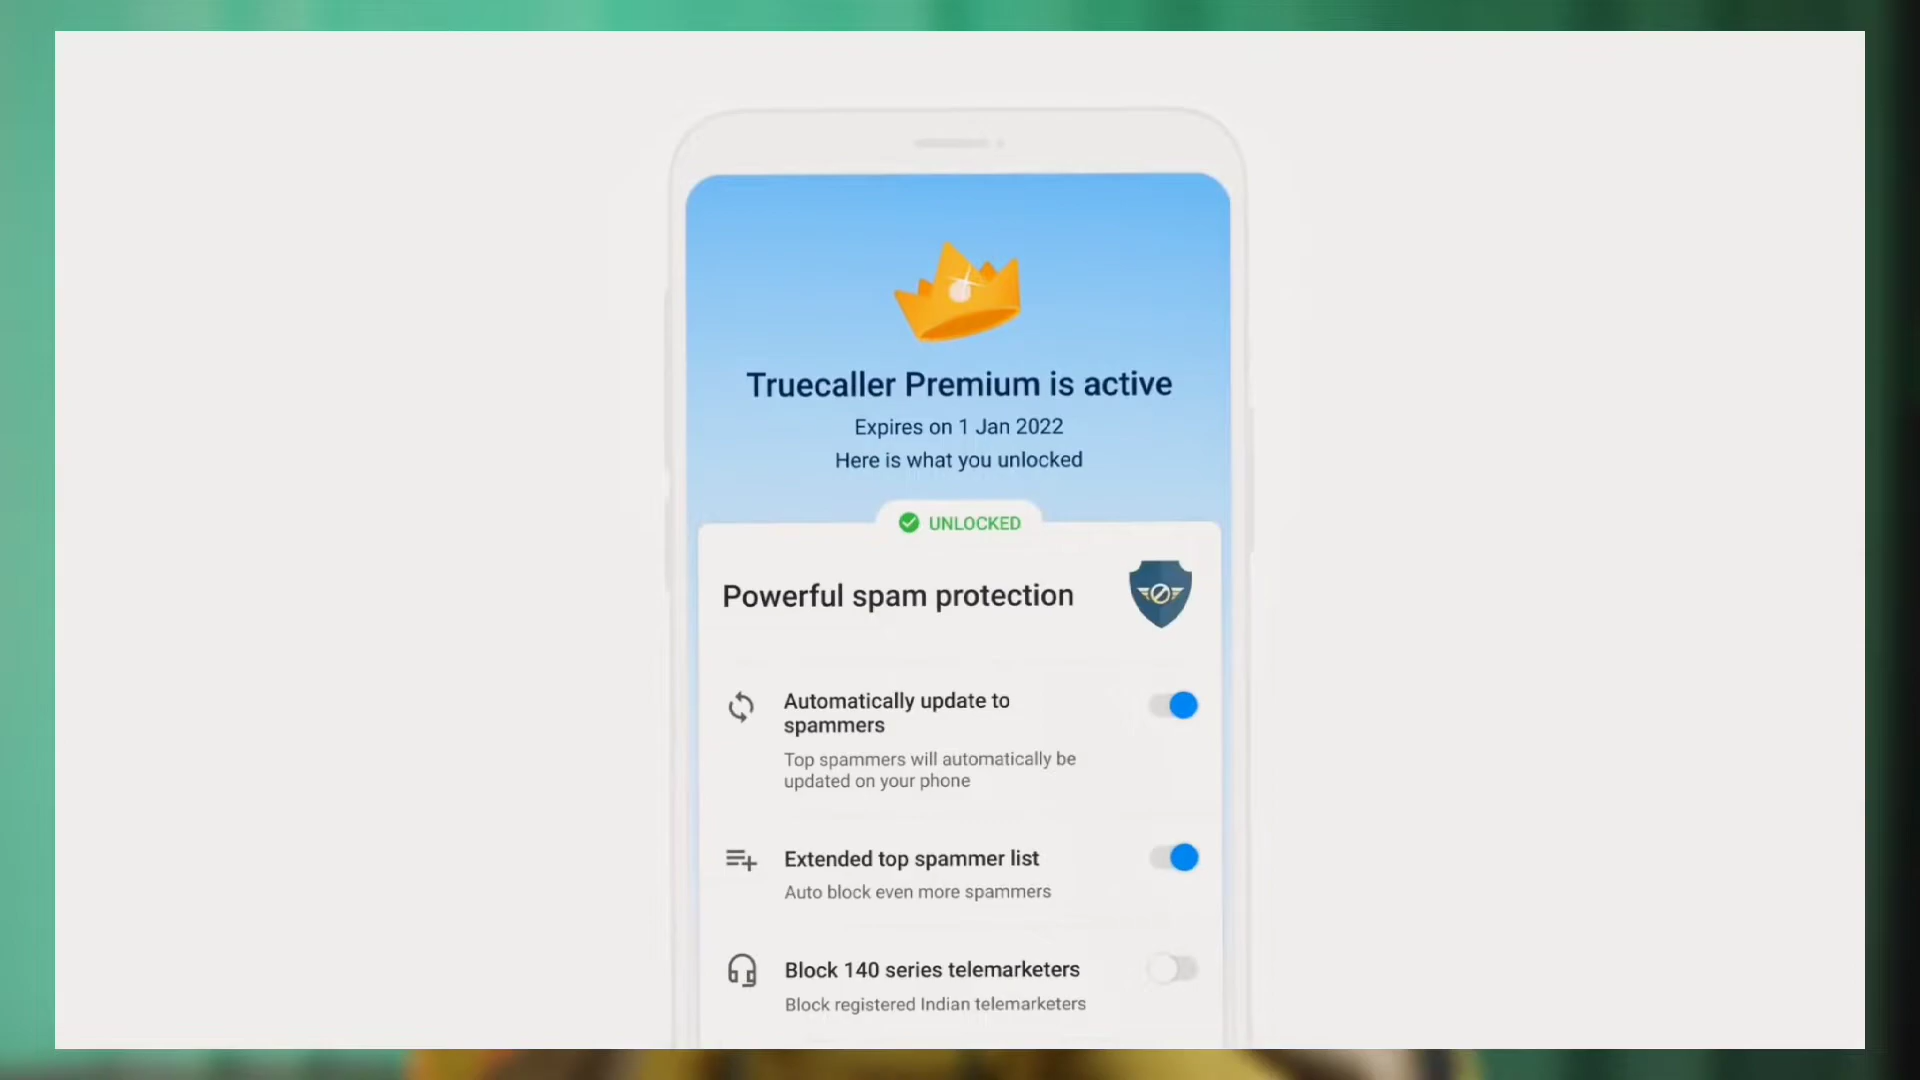 Truecaller Premium is active
Expires on 1 Jan 2022
Here is what you unlocked
UNLOCKED
Powerful spam protection
Automatically update to
spammers
Top spammers will automatically be
updated on your phone
Extended top spammer list
Auto block even more spammers
Block 140 series telemarketers
Block registered Indian telemarketers